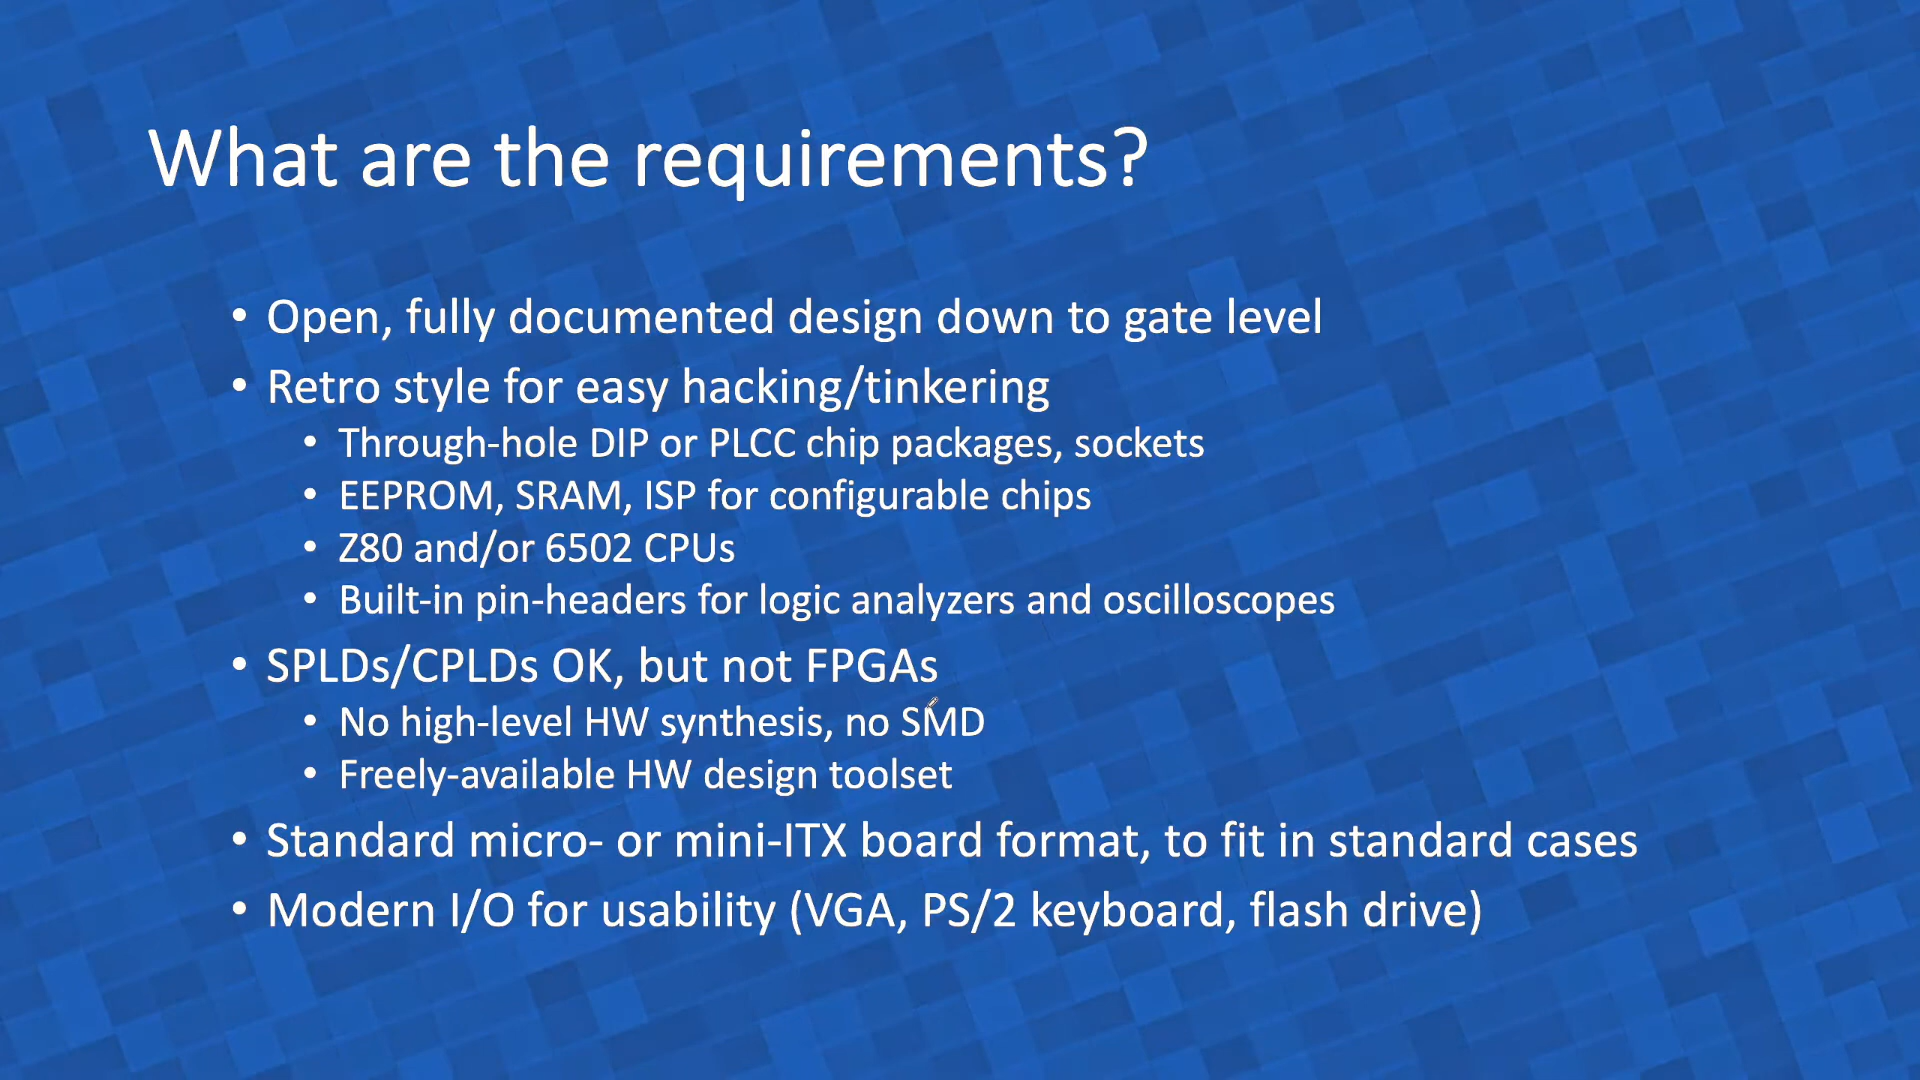 What are the requirements?
• Open, fully documented design down to gate level
• Retro style for easy hacking/tinkering
• Through-hole DIP or PLCC chip packages, sockets
• EEPROM, SRAM, ISP for configurable chips
• Z80 and/or 6502 CPUs
• Built-in pin-headers for logic analyzers and oscilloscopes
• SPLDs/CPLDs OK, but not FPGAs
• No high-level HW synthesis, no SMD
• Freely-available HW design toolset
• Standard micro- or mini-ITX board format, to fit in standard cases
• Modern I/O for usability (VGA, PS/2 keyboard, flash drive)